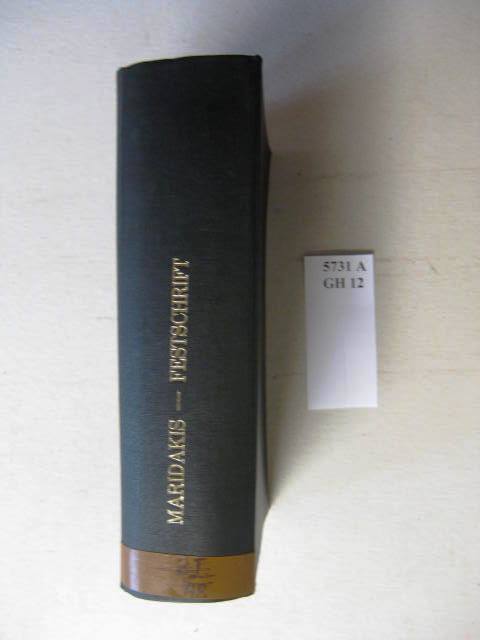 MARIDAKIS — FESTSCHRIFT
5731 A
GH 12